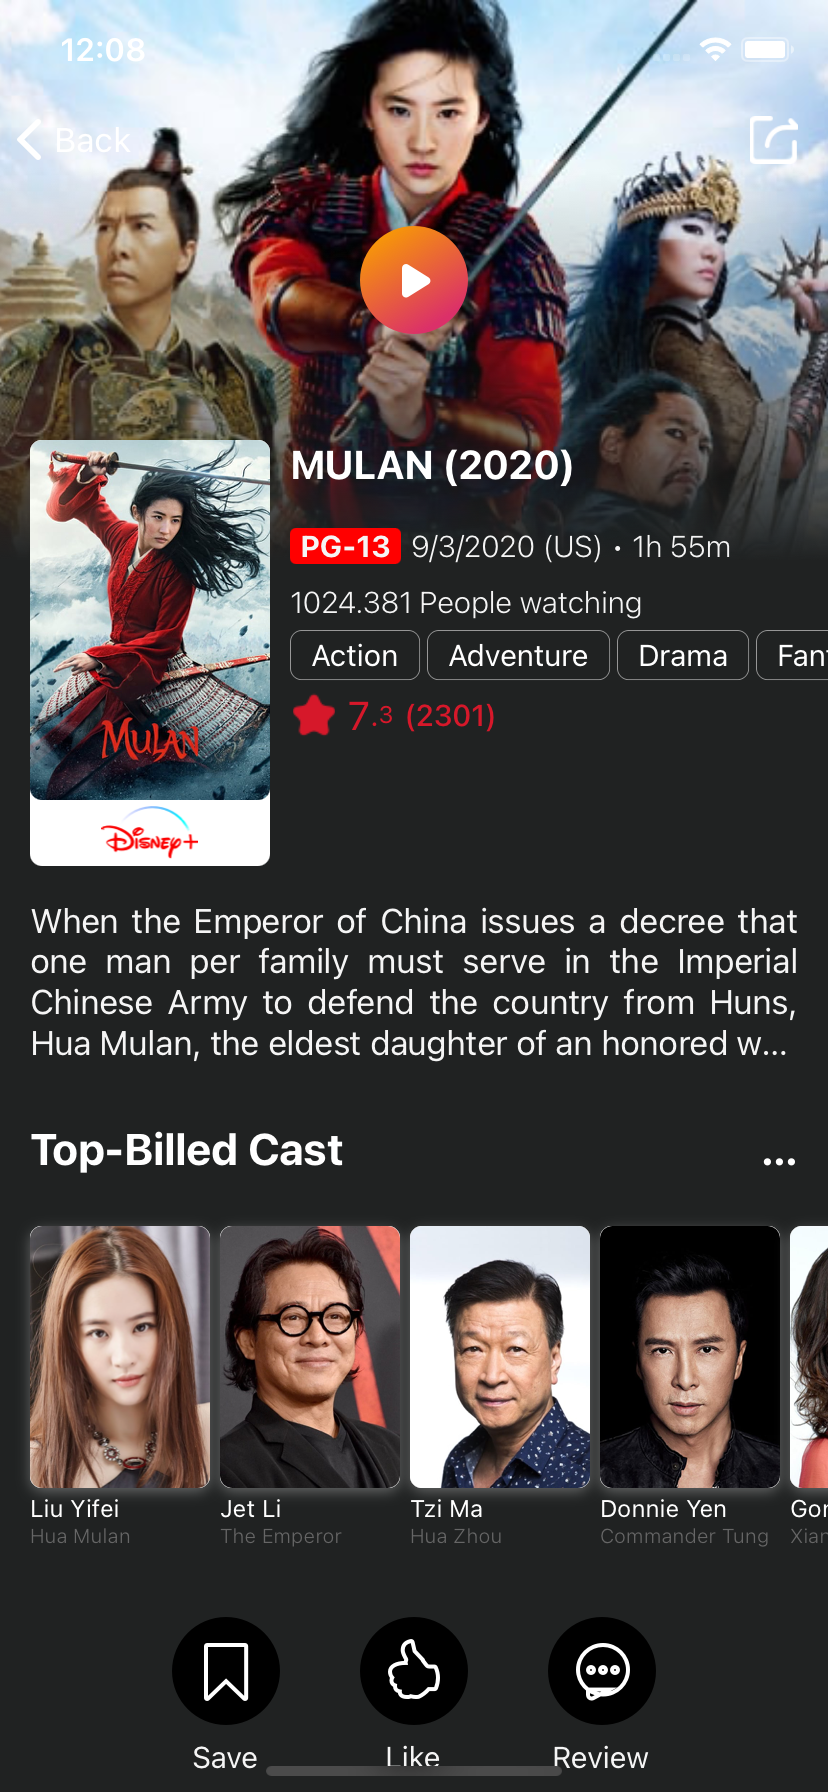 12:08
Back
MULAN (2020)
PG-13 9/3/2020 (US) • 1h 55m
1024.381 People watching
Action Adventure Drama Fan
7.3 (2301)
MULAN
Disney+
When the Emperor of China issues a decree that
one man per family must serve in the Imperial
Chinese Army to defend the country from Huns,
Hua Mulan, the eldest daughter of an honored w...
Top-Billed Cast
...
Liu Yifei Jet Li Tzi Ma Donnie Yen Gon
Hua Mulan The Emperor Hua Zhou Commander Tung Xian
Save Like Review